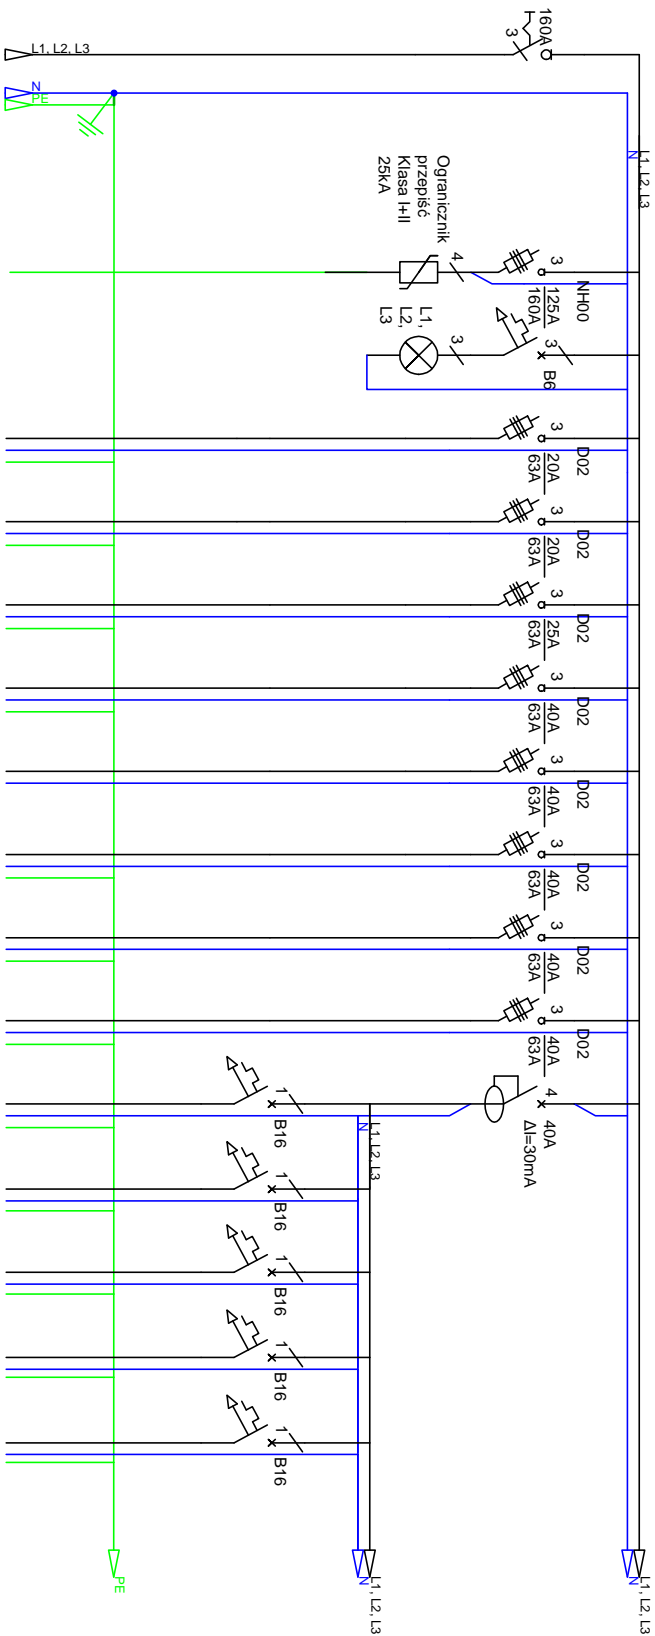 160A
3
L1, L2, L3
N
PE
L1, L2, L3
N
Ogranicznik
przepięć
Klasa I+II
25kA
4
3
NH00
125A
160A
L1,
L2,
L3
3
3
B6
3
D02
20A
63A
3
D02
20A
63A
3
D02
25A
63A
3
D02
40A
63A
3
D02
40A
63A
3
D02
40A
63A
3
D02
40A
63A
3
D02
40A
63A
4
40A
ΔI=30mA
L1, L2, L3
N
1
B16
1
B16
1
B16
1
B16
1
B16
L1, L2, L3
N
L1, L2, L3
N
PE